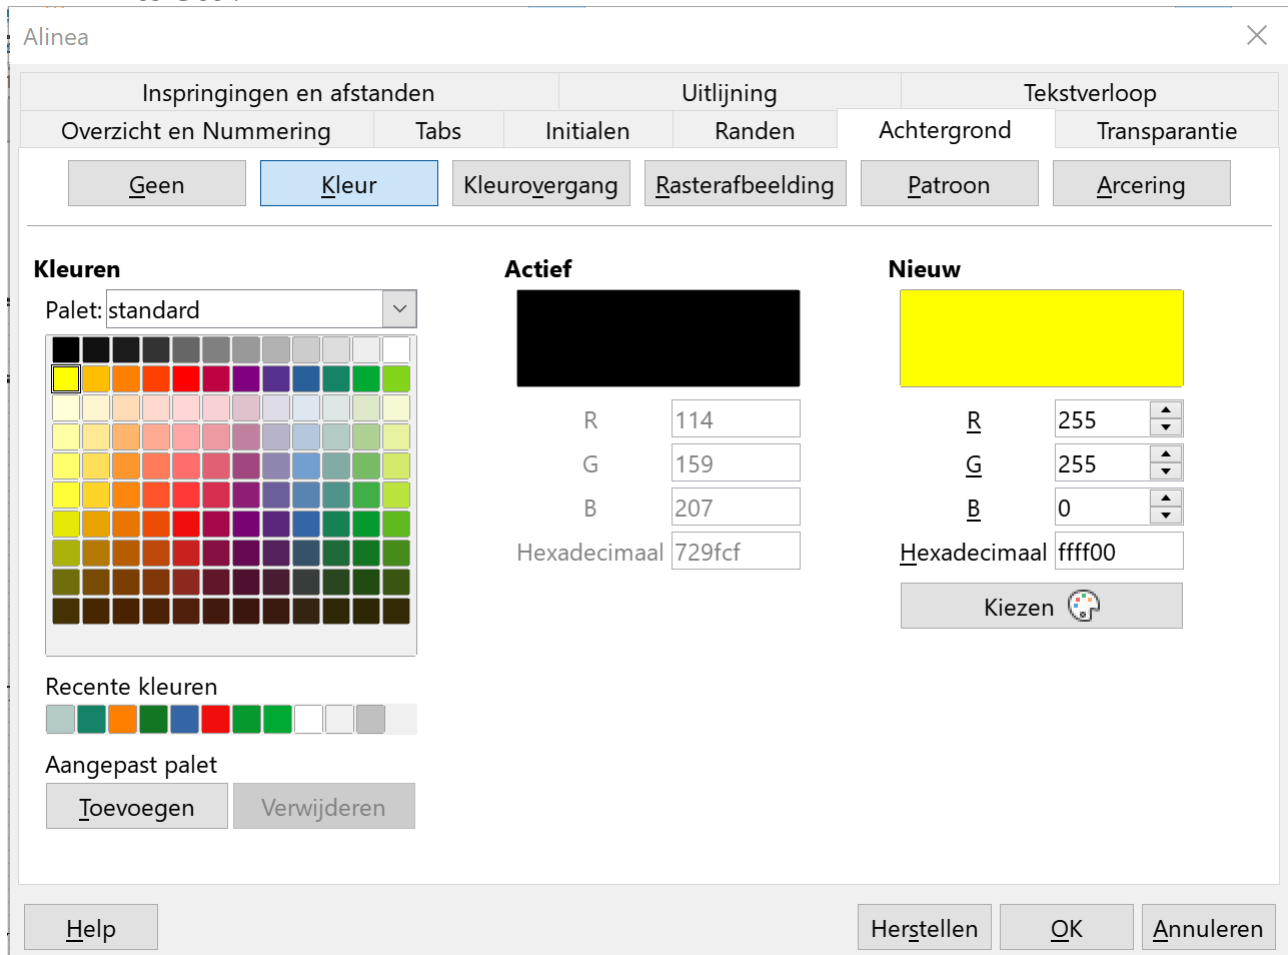 Alinea
Inspringingen en afstanden Uitlijning Tekstverloop
Overzicht en Nummering Tabs Initialen Randen Achtergrond Transparantie
Geen Kleur Kleurovergang Rasterafbeelding Patroon Arcering
Kleuren Actief Nieuw
Palet: standard
R 114 R 255
G 159 G 255
B 207 B 0
Hexadecimaal 729fcf Hexadecimaal ffff00
Kiezen
Recente kleuren
Aangepast palet
Toevoegen Verwijderen
Help Herstellen OK Annuleren